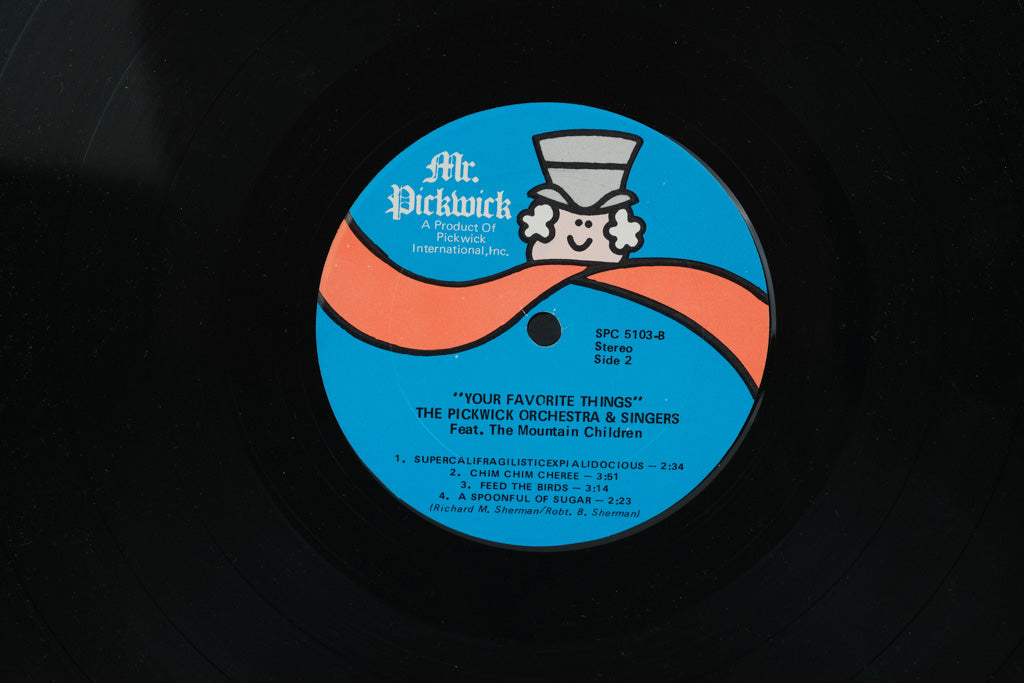 Mr.
Pickwick
A Product Of
Pickwick
International, Inc.
SPC 5103-B
Stereo
Side 2
"YOUR FAVORITE THINGS"
THE PICKWICK ORCHESTRA & SINGERS
Feat. The Mountain Children
1. SUPERCALIFRAGILISTICEXPIALIDOCIOUS — 2:34
2. CHIM CHIM CHEREE — 3:51
3. FEED THE BIRDS — 3:14
4. A SPOONFUL OF SUGAR — 2:23
(Richard M. Sherman/Robt. B. Sherman)